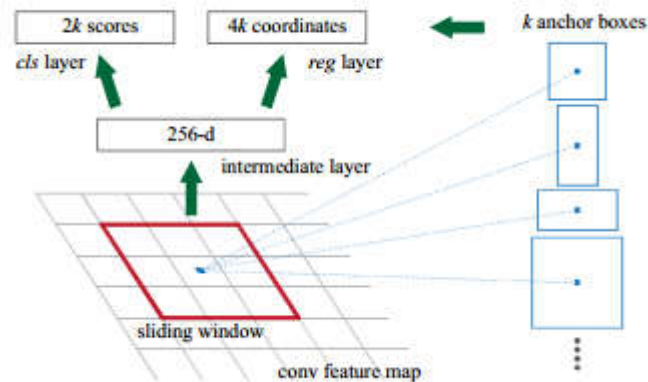 2k scores
4k coordinates
k anchor boxes
cls layer
reg layer
256-d
intermediate layer
sliding window
conv feature map